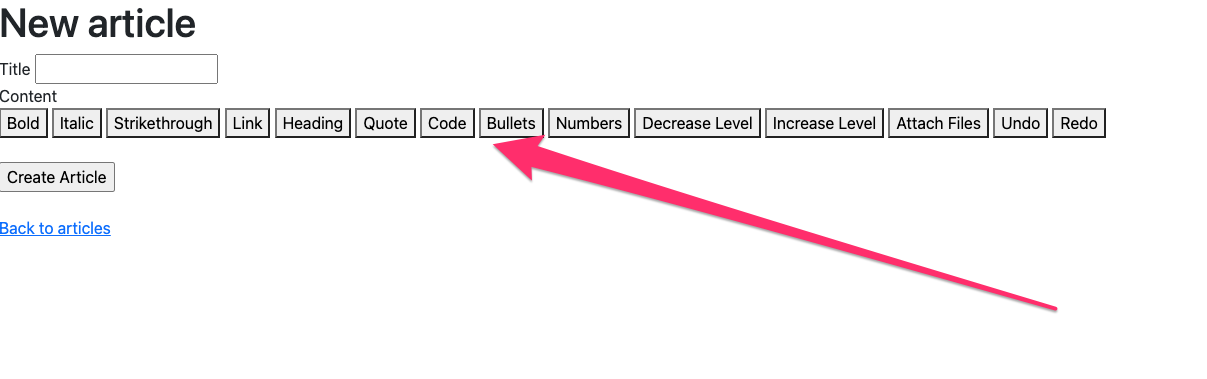 New article
Title
Content
Bold Italic Strikethrough Link Heading Quote Code Bullets Numbers Decrease Level Increase Level Attach Files Undo Redo
Create Article
Back to articles